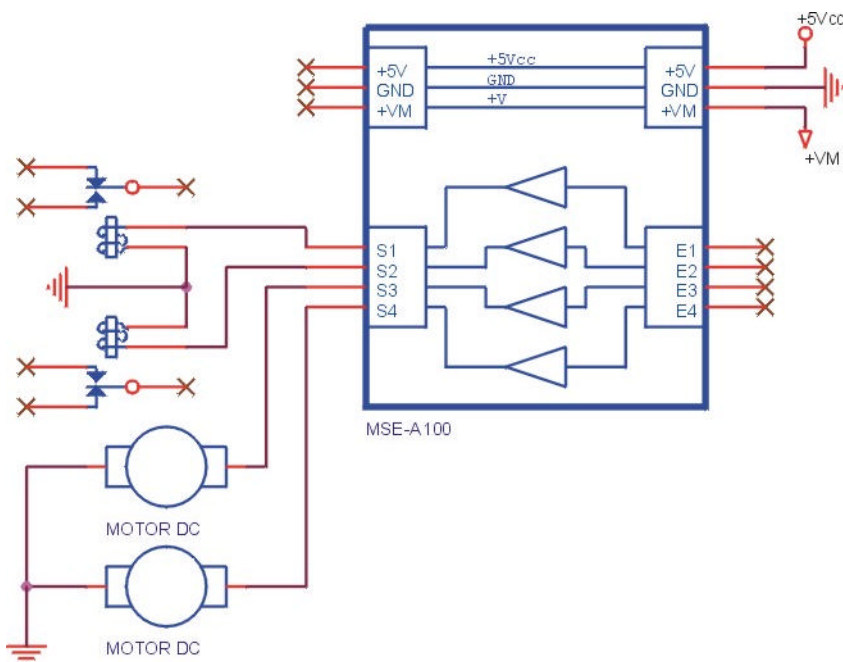 +5Vcc
+5V +5Vcc +5V
GND GND GND
+VM +V +VM
+VM
S1 E1
S2 E2
S3 E3
S4 E4
MSE-A100
MOTOR DC
MOTOR DC